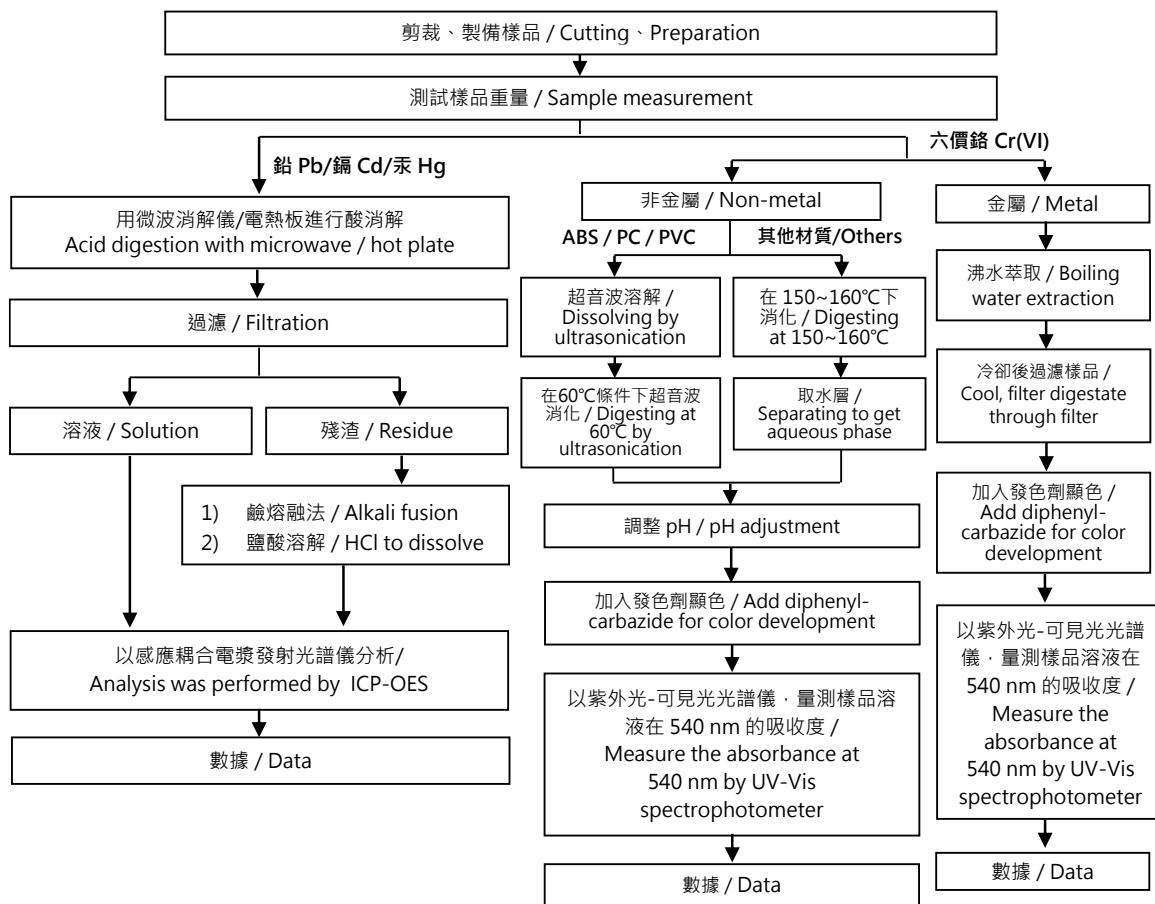 剪裁、製備樣品 / Cutting、Preparation
測試樣品重量 / Sample measurement
鉛 Pb/鎘 Cd/汞 Hg
用微波消解儀/電熱板進行酸消解
Acid digestion with microwave / hot plate
過濾 / Filtration
溶液 / Solution
殘渣 / Residue
1) 鹼熔融法 / Alkali fusion
2) 鹽酸溶解 / HCl to dissolve
以感應耦合電漿發射光譜儀分析/
Analysis was performed by ICP-OES
數據 / Data
六價鉻 Cr(VI)
非金屬 / Non-metal
ABS / PC / PVC
其他材質/Others
超音波溶解 /
Dissolving by
ultrasonication
在60℃條件下超音波
消化 / Digesting at
60℃ by
ultrasonication
在 150~160℃下
消化 / Digesting
at 150~160℃
取水層 /
Separating to get
aqueous phase
調整 pH / pH adjustment
加入發色劑顯色 / Add diphenyl-
carbazide for color development
以紫外光-可見光光譜儀，量測樣品溶
液在 540 nm 的吸收度 /
Measure the absorbance at
540 nm by UV-Vis
spectrophotometer
數據 / Data
金屬 / Metal
沸水萃取 / Boiling
water extraction
冷卻後過濾樣品 /
Cool, filter digestate
through filter
加入發色劑顯色 /
Add diphenyl-
carbazide for color
development
以紫外光-可見光光譜
儀，量測樣品溶液在
540 nm 的吸收度 /
Measure the
absorbance at
540 nm by UV-Vis
spectrophotometer
數據 / Data